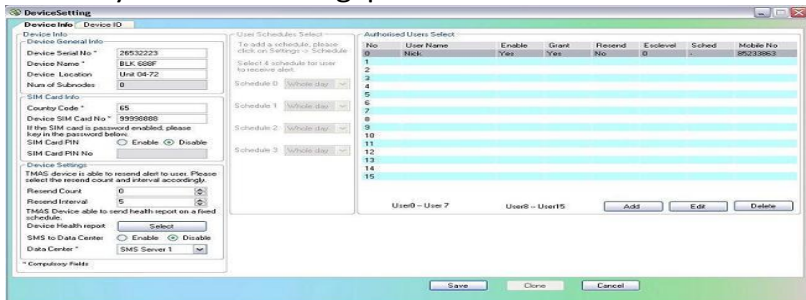 DeviceSetting
Device Info Device ID
Device Info
Device General Info
Device Serial No * 26532223
Device Name * BLK 688F
Device Location Unit 04-72
Num of Subnodes 0
SIM Card Info
Country Code * 65
Device SIM Card No * 99998888
If the SIM card is password enabled, please
key in the password below.
SIM Card PIN Enable Disable
SIM Card PIN No
Device Settings
TMAS device is able to resend alert to user. Please
select the resend count and interval accordingly.
Resend Count 0
Resend Interval 5
TMAS Device able to send health report on a fixed
schedule.
Device Health report Select
SMS to Data Center Enable Disable
Data Center * SMS Server 1
* Compulsory Fields
User Schedules Select
To add a schedule, please
click on Settings -> Schedule
Select 4 schedule for user
to receive alert.
Schedule 0 Whole day
Schedule 1 Whole day
Schedule 2 Whole day
Schedule 3 Whole day
Authorised Users Select
No User Name Enable Grant Resend Esclevel Sched Mobile No
0 Nick Yes Yes No 0 - 85233863
1
2
3
4
5
6
7
8
9
10
11
12
13
14
15
User0 - User 7 User8 - User15 Add Edit Delete
Save Clone Cancel